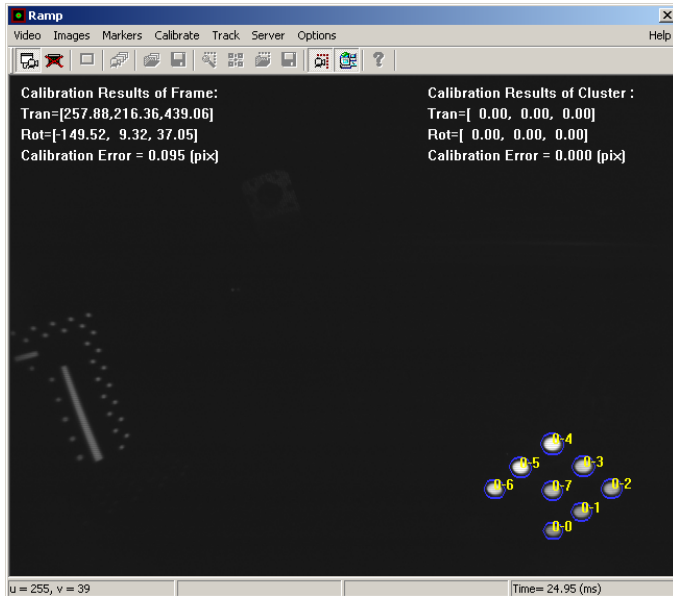 Ramp
Video Images Markers Calibrate Track Server Options Help
Calibration Results of Frame:
Tran=[257.88,216.36,439.06]
Rot=[-149.52, 9.32, 37.05]
Calibration Error = 0.095 (pix)
Calibration Results of Cluster :
Tran=[ 0.00, 0.00, 0.00]
Rot=[ 0.00, 0.00, 0.00]
Calibration Error = 0.000 (pix)
0-4
0-5
0-3
0-6
0-7
0-2
0-1
0-0
u = 255, v = 39
Time= 24.95 (ms)